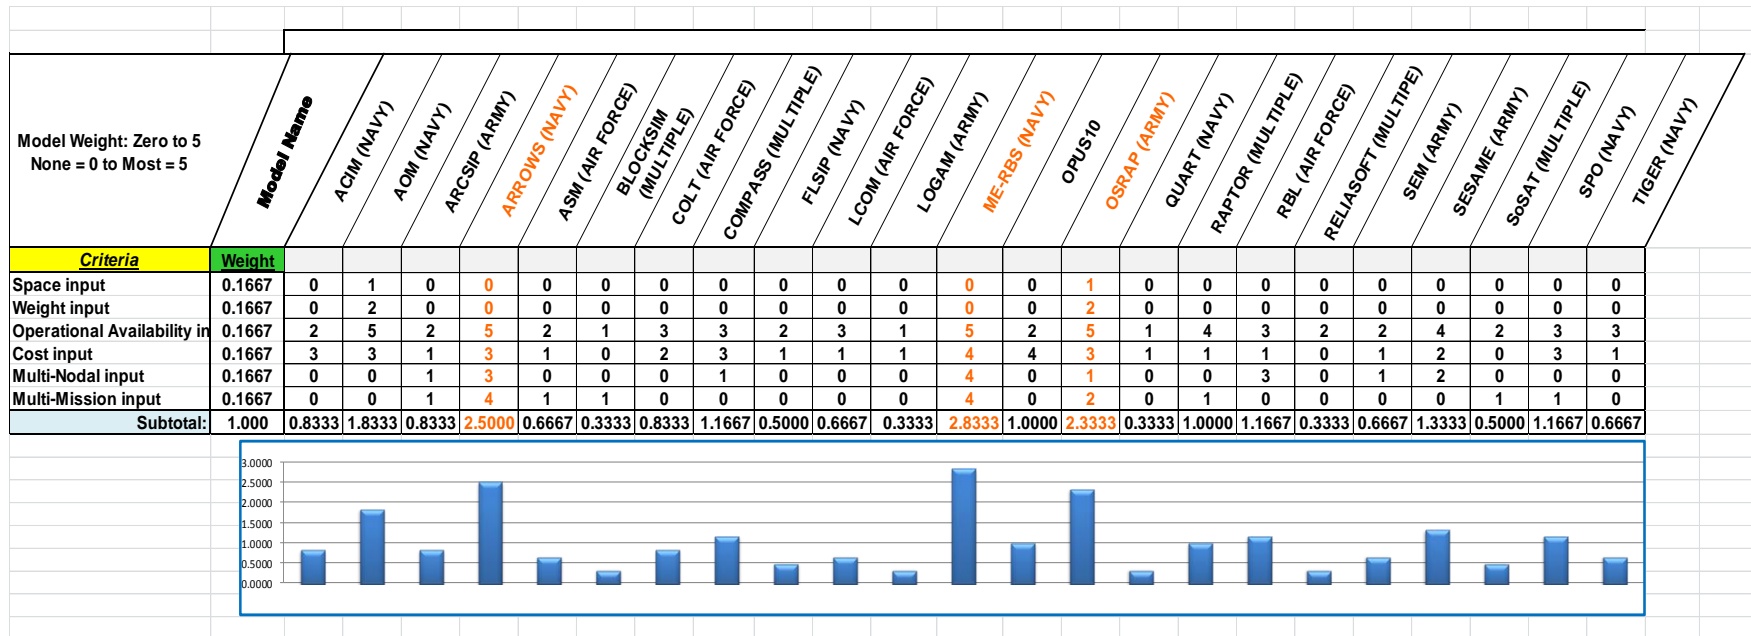 Model Weight: Zero to 5
None = 0 to Most = 5
Model Name
ACIM (NAVY)
AOM (NAVY)
ARCSIP (ARMY)
ARROWS (NAVY)
ASM (AIR FORCE)
BLOCKSIM
(MULTIPLE)
COLT (AIR FORCE)
COMPASS (MULTIPLE)
FLSIP (NAVY)
LCOM (AIR FORCE)
LOGAM (ARMY)
ME-RBS (NAVY)
OPUS10
OSRAP (ARMY)
QUART (NAVY)
RAPTOR (MULTIPLE)
RBL (AIR FORCE)
RELIASOFT (MULTIPE)
SEM (ARMY)
SESAME (ARMY)
SoSAT (MULTIPLE)
SPO (NAVY)
TIGER (NAVY)
Criteria Weight
Space input 0.1667 0 1 0 0 0 0 0 0 0 0 0 0 0 1 0 0 0 0 0 0 0 0 0
Weight input 0.1667 0 2 0 0 0 0 0 0 0 0 0 0 0 2 0 0 0 0 0 0 0 0 0
Operational Availability in 0.1667 2 5 2 5 2 1 3 3 2 3 1 5 2 5 1 4 3 2 2 4 2 3 3
Cost input 0.1667 3 3 1 3 1 0 2 3 1 1 1 4 4 3 1 1 1 0 1 2 0 3 1
Multi-Nodal input 0.1667 0 0 1 3 0 0 0 1 0 0 0 4 0 1 0 0 3 0 1 2 0 0 0
Multi-Mission input 0.1667 0 0 1 4 1 1 0 0 0 0 0 4 0 2 0 1 0 0 0 0 1 1 0
Subtotal: 1.000 0.8333 1.8333 0.8333 2.5000 0.6667 0.3333 0.8333 1.1667 0.5000 0.6667 0.3333 2.8333 1.0000 2.3333 0.3333 1.0000 1.1667 0.3333 0.6667 1.3333 0.5000 1.1667 0.6667
3.0000
2.5000
2.0000
1.5000
1.0000
0.5000
0.0000